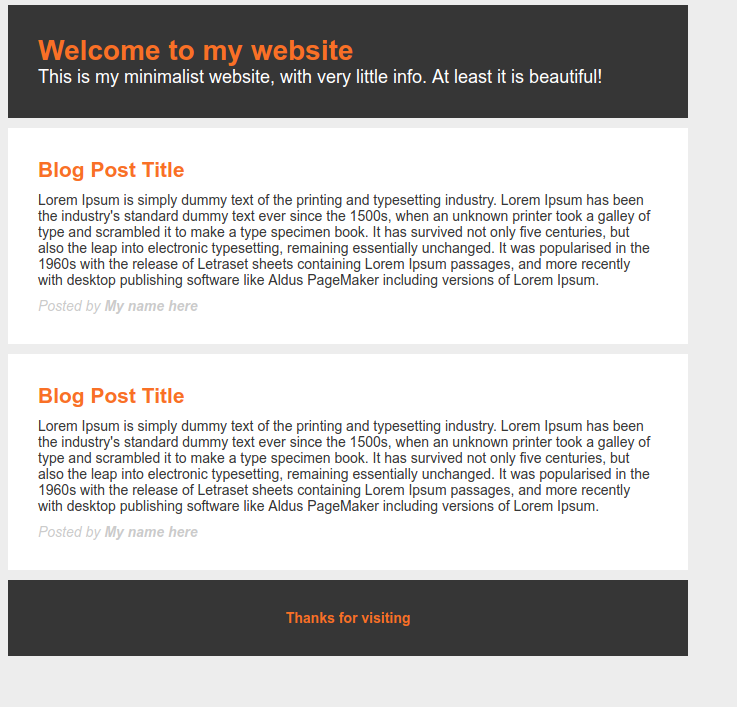 Welcome to my website
This is my minimalist website, with very little info. At least it is beautiful!
Blog Post Title
Lorem Ipsum is simply dummy text of the printing and typesetting industry. Lorem Ipsum has been
the industry's standard dummy text ever since the 1500s, when an unknown printer took a galley of
type and scrambled it to make a type specimen book. It has survived not only five centuries, but
also the leap into electronic typesetting, remaining essentially unchanged. It was popularised in the
1960s with the release of Letraset sheets containing Lorem Ipsum passages, and more recently
with desktop publishing software like Aldus PageMaker including versions of Lorem Ipsum.
Posted by My name here
Blog Post Title
Lorem Ipsum is simply dummy text of the printing and typesetting industry. Lorem Ipsum has been
the industry's standard dummy text ever since the 1500s, when an unknown printer took a galley of
type and scrambled it to make a type specimen book. It has survived not only five centuries, but
also the leap into electronic typesetting, remaining essentially unchanged. It was popularised in the
1960s with the release of Letraset sheets containing Lorem Ipsum passages, and more recently
with desktop publishing software like Aldus PageMaker including versions of Lorem Ipsum.
Posted by My name here
Thanks for visiting